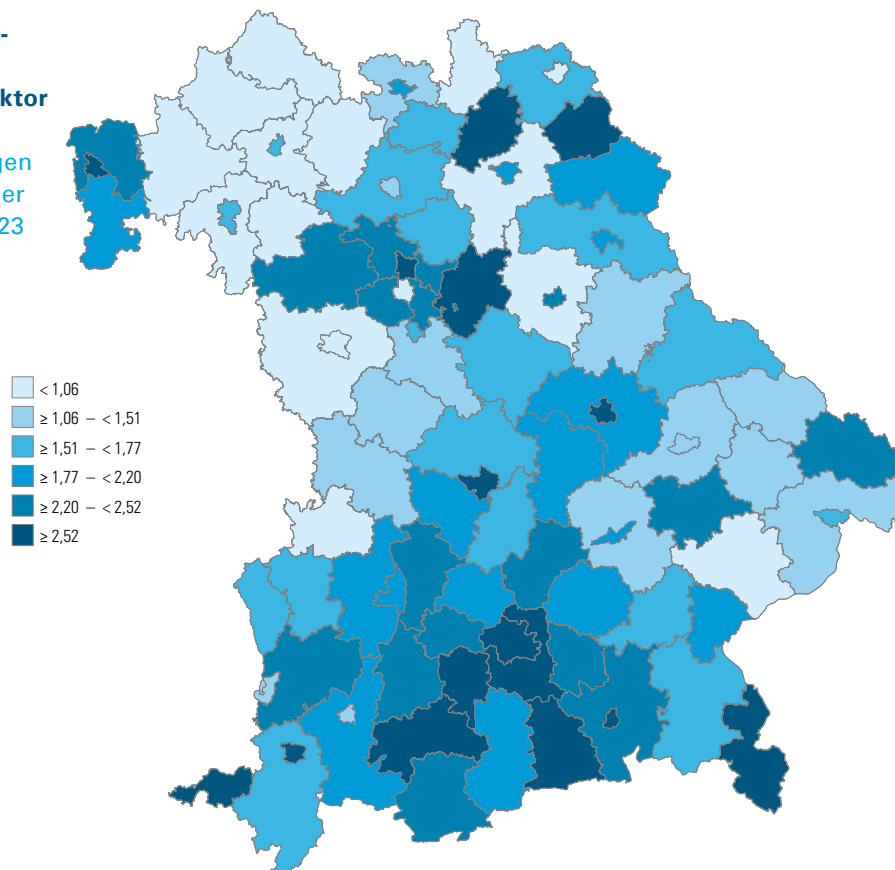 -
ktor
gen
er
23
< 1,06
≥ 1,06 – < 1,51
≥ 1,51 – < 1,77
≥ 1,77 – < 2,20
≥ 2,20 – < 2,52
≥ 2,52